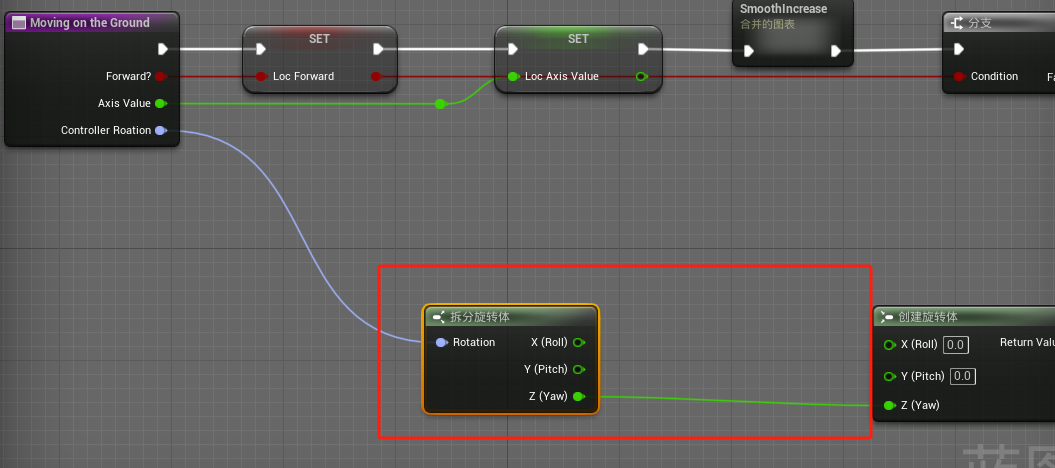 Moving on the Ground
Forward?
Axis Value
Controller Roation
SET
Loc Forward
SET
Loc Axis Value
SmoothIncrease
合并的图表
分支
Condition
拆分旋转体
Rotation
X (Roll)
Y (Pitch)
Z (Yaw)
创建旋转体
X (Roll) 0.0
Return Valu
Y (Pitch) 0.0
Z (Yaw)